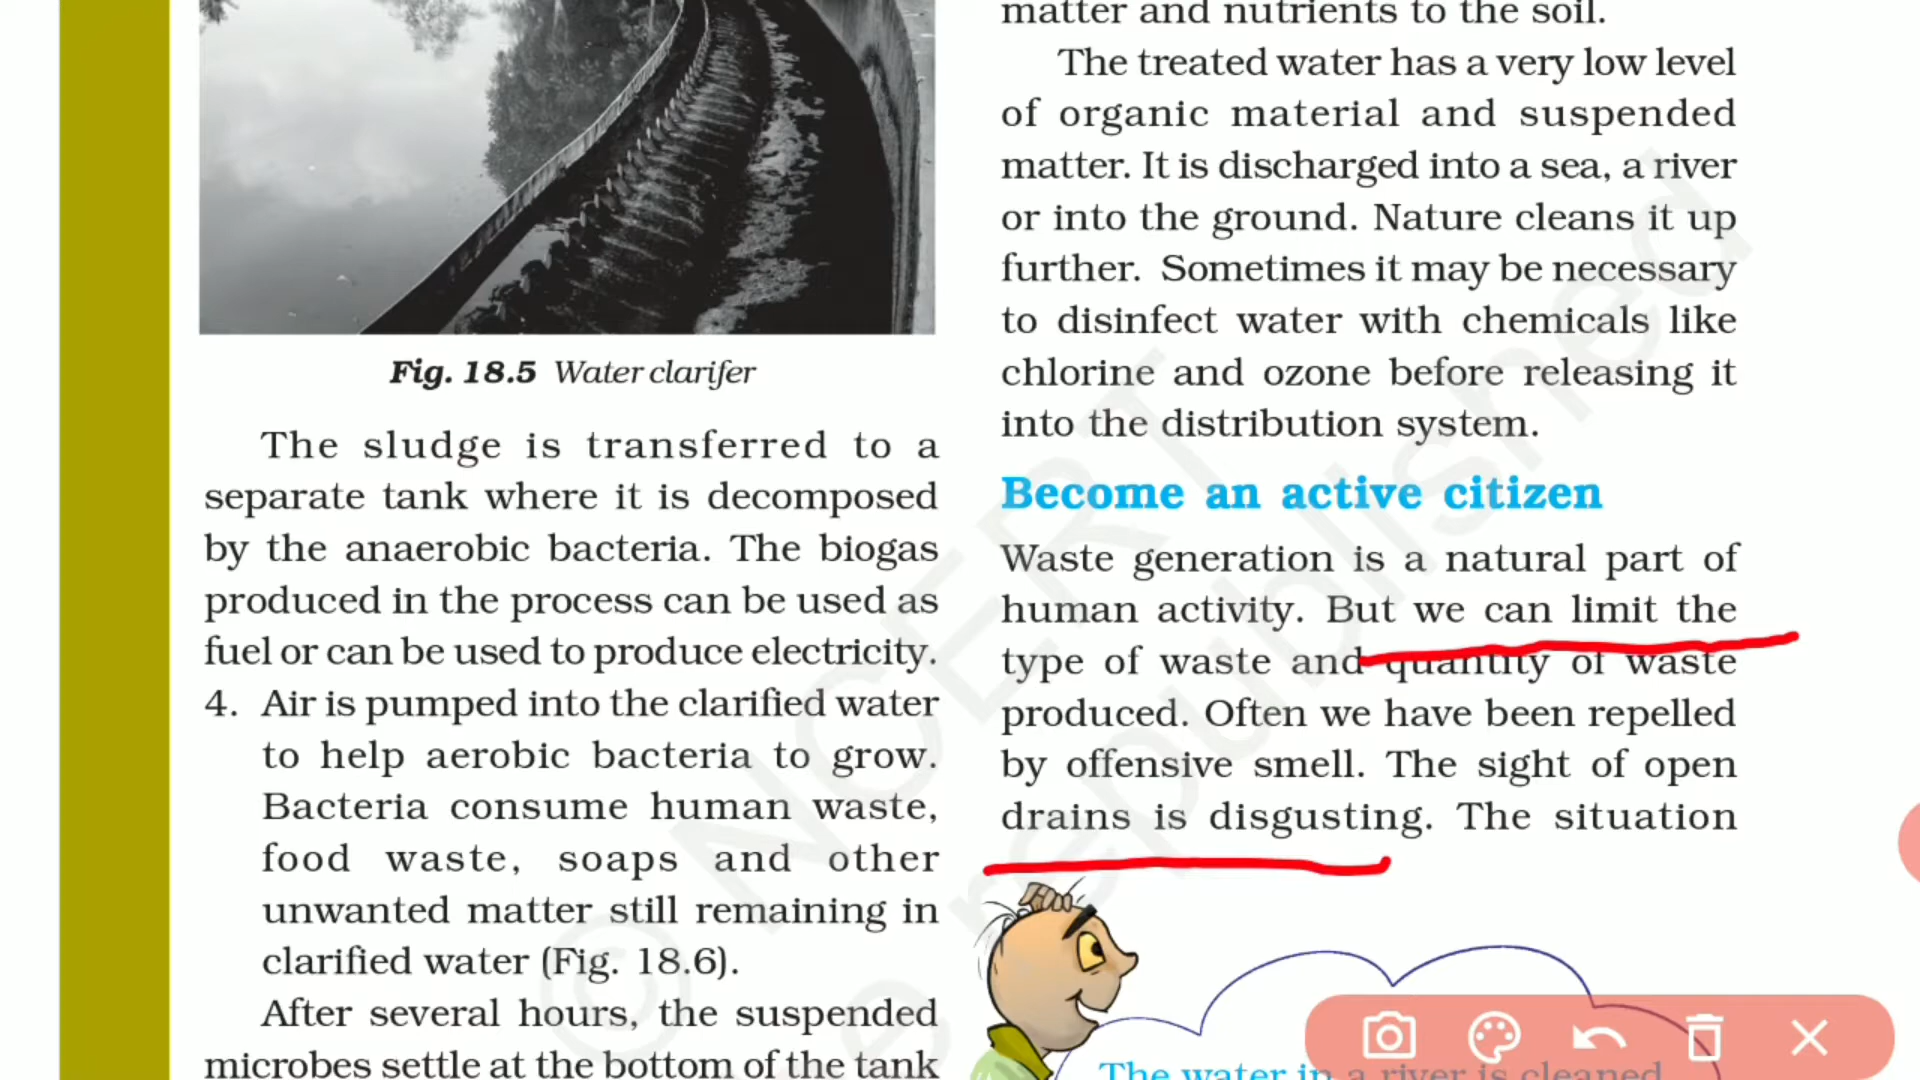 Fig. 18.5 Water clarifer
The sludge is transferred to a
separate tank where it is decomposed
by the anaerobic bacteria. The biogas
produced in the process can be used as
fuel or can be used to produce electricity.
4. Air is pumped into the clarified water
to help aerobic bacteria to grow.
Bacteria consume human waste,
food waste, soaps and other
unwanted matter still remaining in
clarified water (Fig. 18.6).
After several hours, the suspended
microbes settle at the bottom of the tank
matter and nutrients to the soil.
The treated water has a very low level
of organic material and suspended
matter. It is discharged into a sea, a river
or into the ground. Nature cleans it up
further. Sometimes it may be necessary
to disinfect water with chemicals like
chlorine and ozone before releasing it
into the distribution system.
Become an active citizen
Waste generation is a natural part of
human activity. But we can limit the
type of waste and quantity of waste
produced. Often we have been repelled
by offensive smell. The sight of open
drains is disgusting. The situation
The water in a river is cleaned
© NCERT
republished